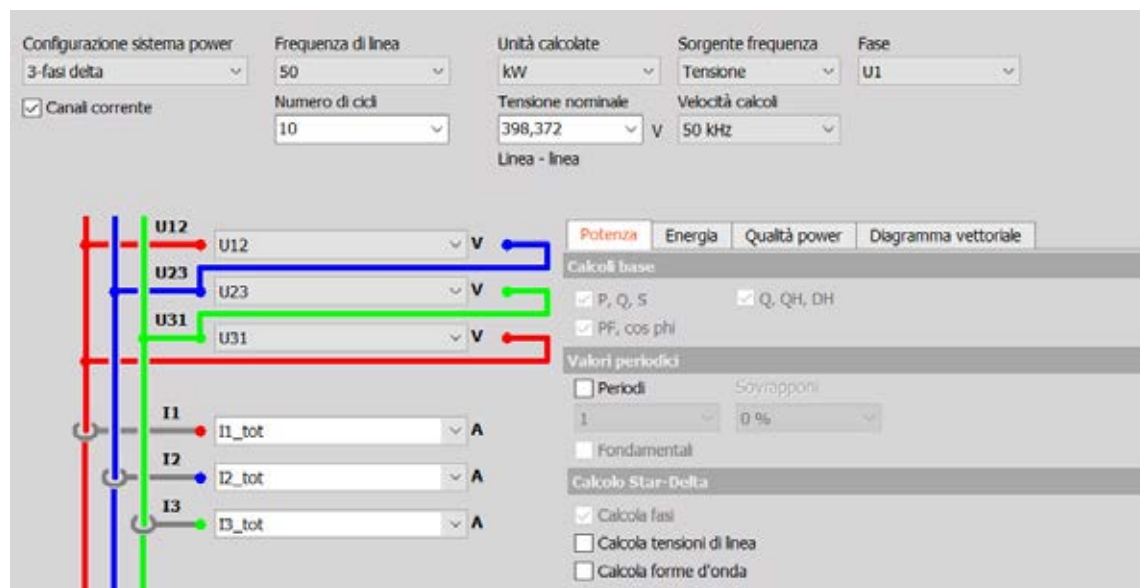 Configurazione sistema power Frequenza di linea Unità calcolate Sorgente frequenza Fase
3-fasi delta 50 kW Tensione U1
Canali corrente Numero di cicli Tensione nominale Velocità calcoli
10 398,372 V 50 kHz
Linea - linea
U12 U12 V
U23 U23 V
U31 U31 V
I1 I1_tot A
I2 I2_tot A
I3 I3_tot A
Potenza Energia Qualità power Diagramma vettoriale
Calcoli base
P, Q, S Q, QH, DH
PF, cos phi
Valori periodici
Periodi Sovrapponi
1 0 %
Fondamentali
Calcolo Star-Delta
Calcola fasi
Calcola tensioni di linea
Calcola forme d'onda